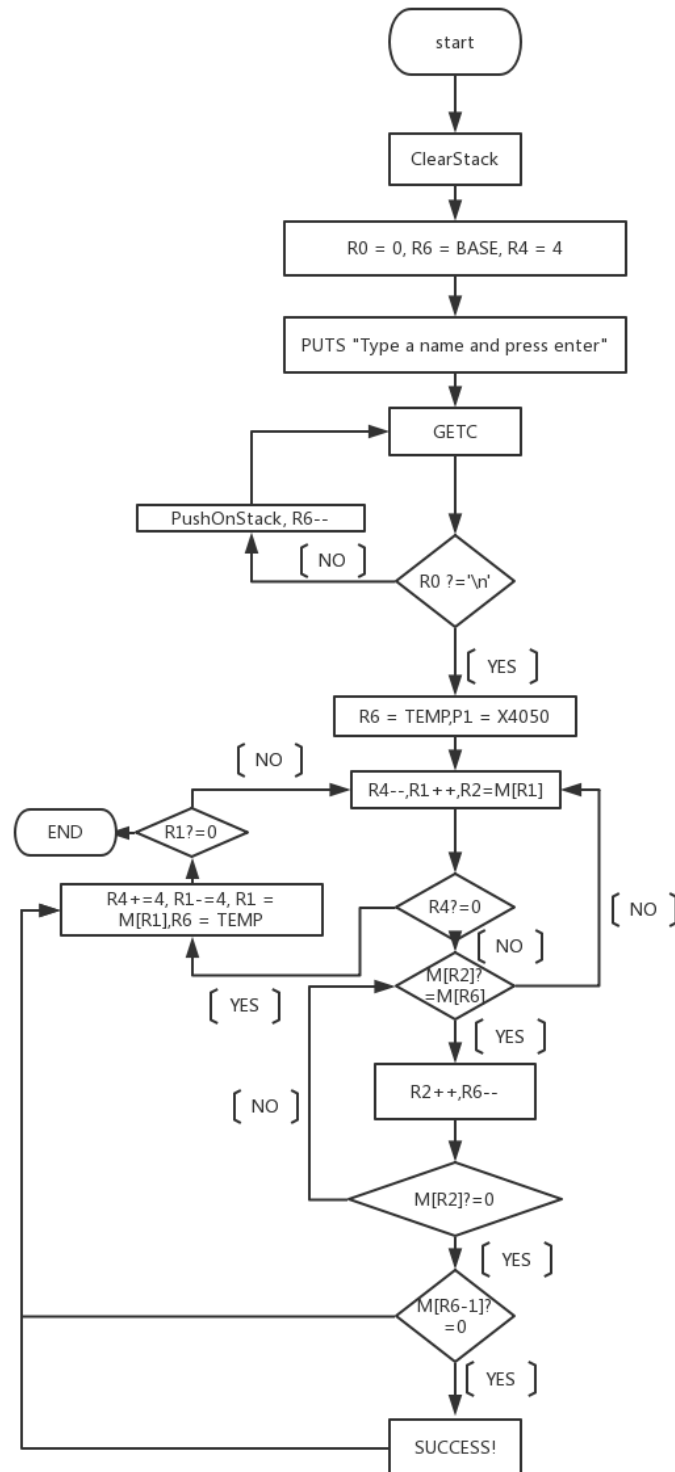 start
ClearStack
R0 = 0, R6 = BASE, R4 = 4
PUTS "Type a name and press enter"
GETC
PushOnStack, R6--
NO
R0 ?='\n'
YES
R6 = TEMP,P1 = X4050
NO
R4--,R1++,R2=M[R1]
END
R1?=0
R4+=4, R1-=4, R1 =
M[R1],R6 = TEMP
R4?=0
NO
NO
M[R2]?
=M[R6]
YES
YES
R2++,R6--
NO
M[R2]?=0
YES
M[R6-1]?
=0
YES
SUCCESS!